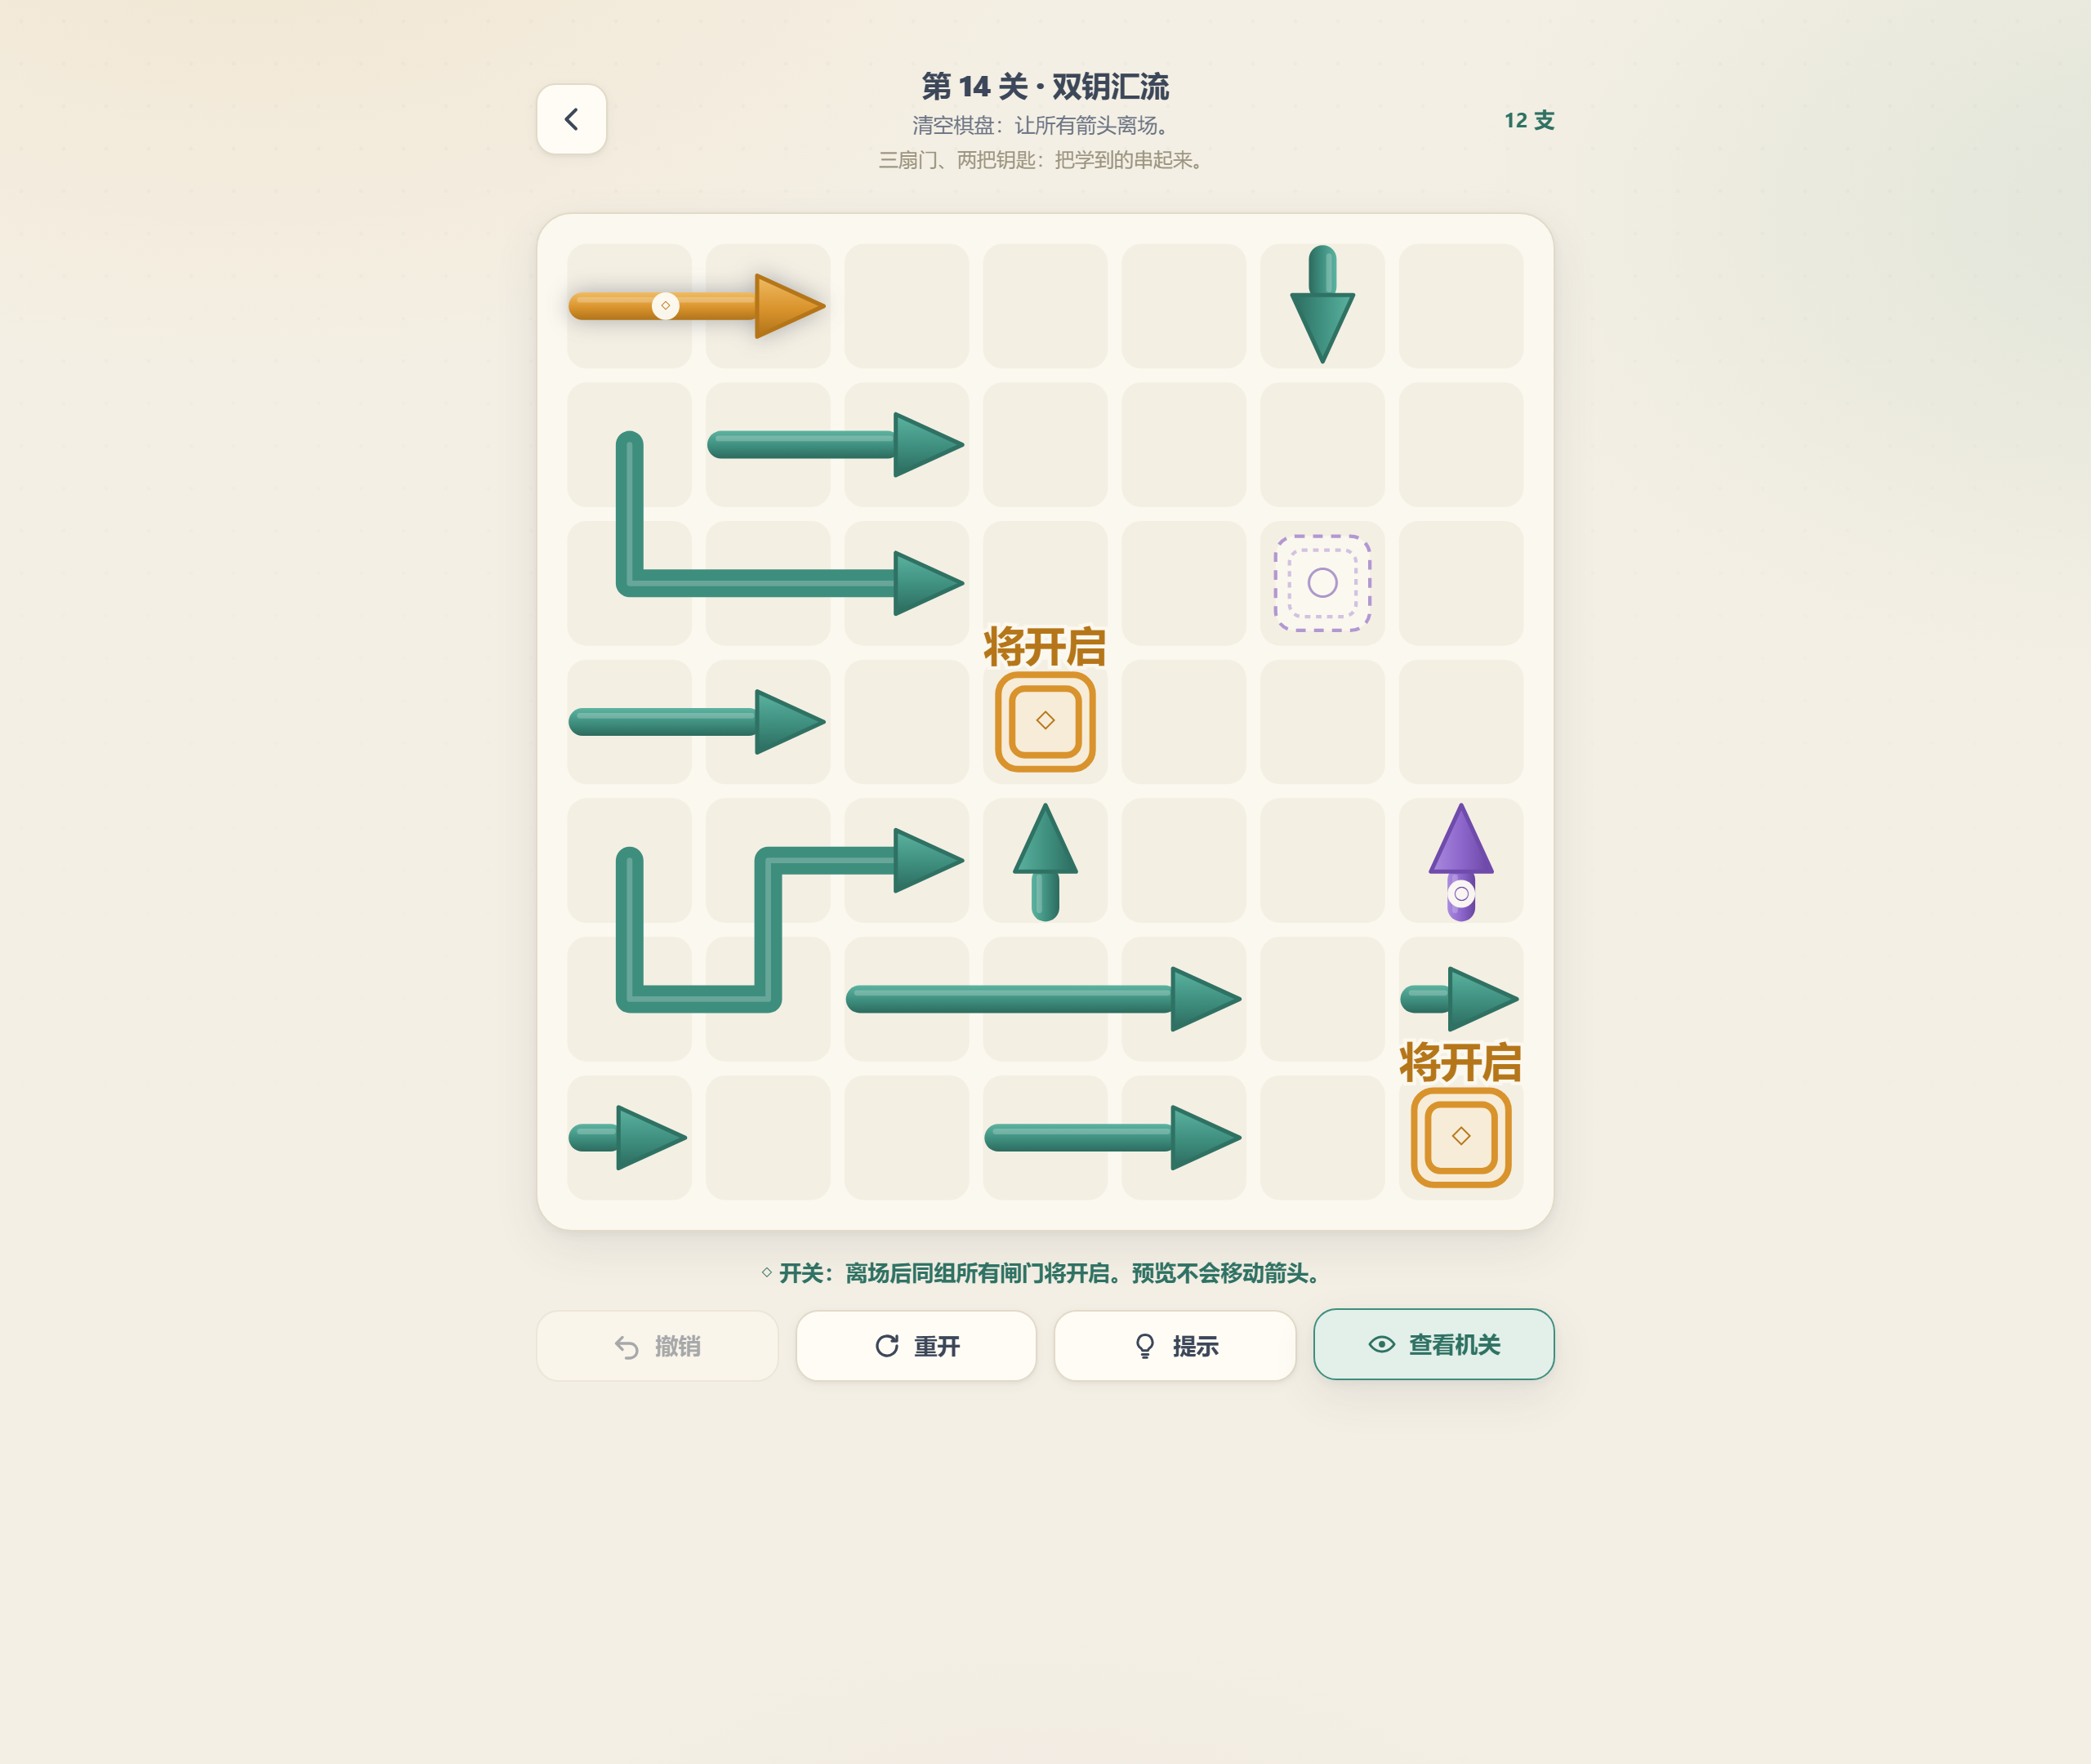 第 14 关 · 双钥汇流
清空棋盘：让所有箭头离场。
12 支
三扇门、两把钥匙：把学到的串起来。
将开启
将开启
◇ 开关：离场后同组所有闸门将开启。预览不会移动箭头。
撤销
重开
提示
查看机关